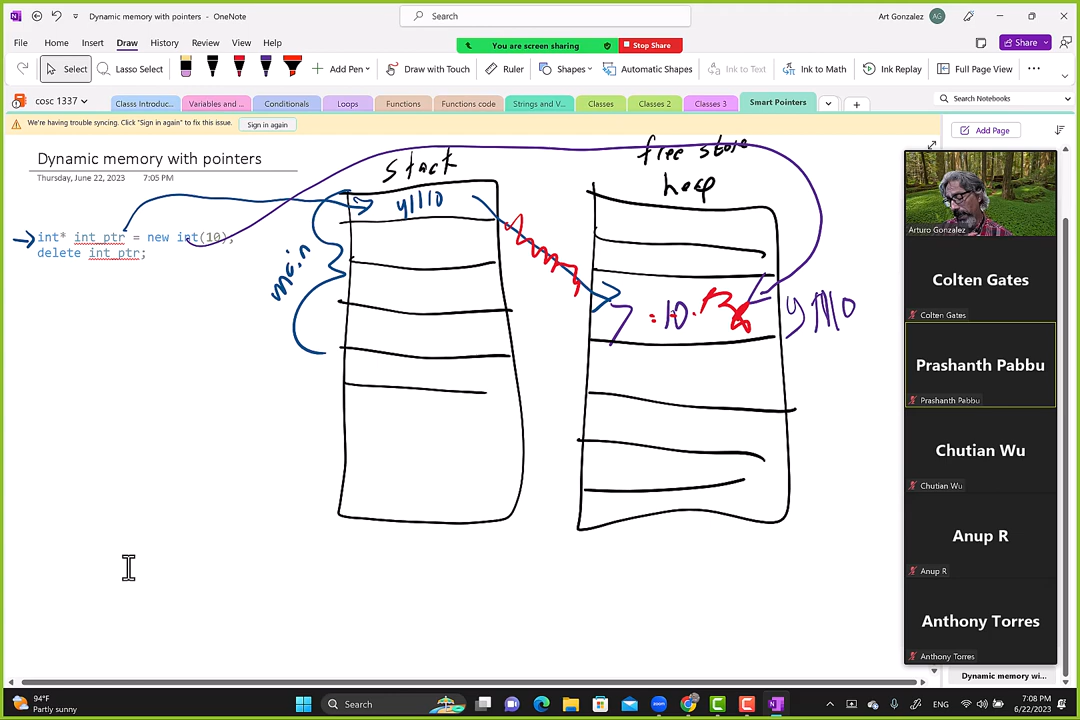 Dynamic memory with pointers - OneNote
Search
Art Gonzalez AG
File Home Insert Draw History Review View Help
You are screen sharing Stop Share
Share
Select Lasso Select Add Pen Draw with Touch Ruler Shapes Automatic Shapes Ink to Text Ink to Math Ink Replay Full Page View
cosc 1337 Classs Introduc... Variables and ... Conditionals Loops Functions Functions code Strings and V... Classes Classes 2 Classes 3 Smart Pointers
Search Notebooks
We're having trouble syncing. Click "Sign in again" to fix this issue. Sign in again
Add Page
Dynamic memory with pointers
Thursday, June 22, 2023 7:05 PM
stack
free store
heap
y1110
int* int_ptr = new int(10);
delete int_ptr;
main
10
y1110
Arturo Gonzalez
Colten Gates
Colten Gates
Prashanth Pabbu
Prashanth Pabbu
Chutian Wu
Chutian Wu
Anup R
Anup R
Anthony Torres
Anthony Torres
Dynamic memory wi...
94°F
Partly sunny
Search
ENG
7:08 PM
6/22/2023